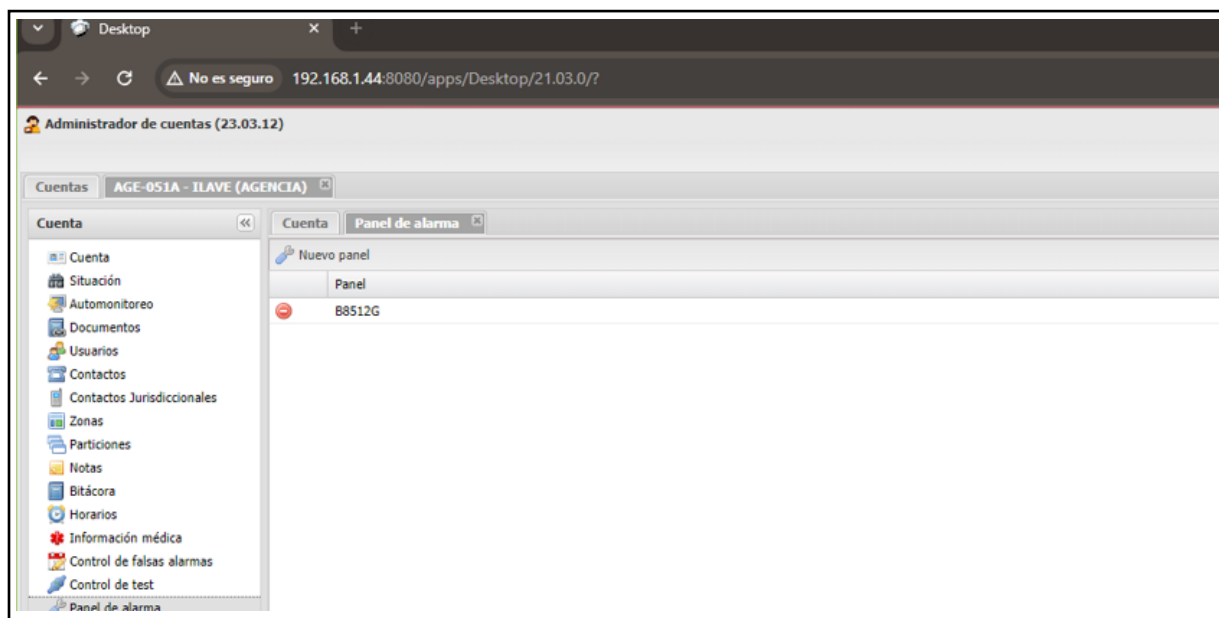 Desktop
No es seguro 192.168.1.44:8080/apps/Desktop/21.03.0/?
Administrador de cuentas (23.03.12)
Cuentas AGE-051A - ILAVE (AGENCIA)
Cuenta
Cuenta
Situación
Automonitoreo
Documentos
Usuarios
Contactos
Contactos Jurisdiccionales
Zonas
Particiones
Notas
Bitácora
Horarios
Información médica
Control de falsas alarmas
Control de test
Panel de alarma
Cuenta Panel de alarma
Nuevo panel
Panel
B8512G